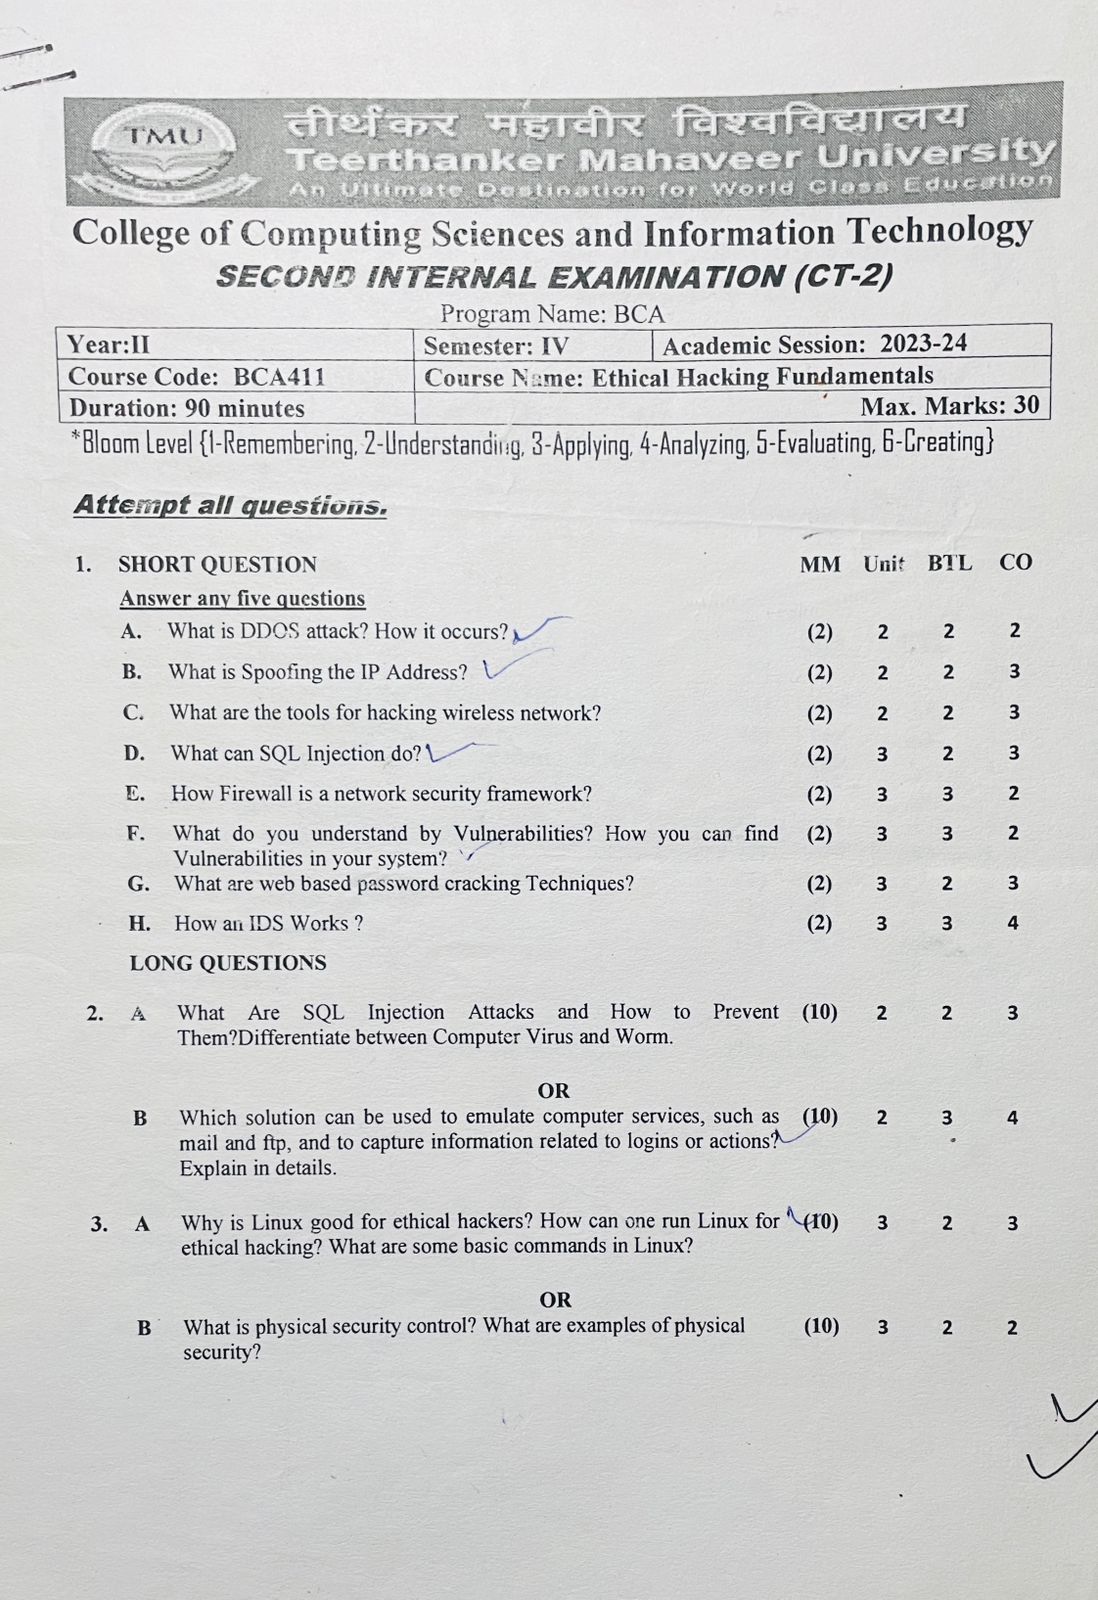 TMU
तीर्थंकर महावीर विश्वविद्यालय
Teerthanker Mahaveer University
An Ultimate Destination for World Class Education
College of Computing Sciences and Information Technology
SECOND INTERNAL EXAMINATION (CT-2)
Program Name: BCA
Year:II Semester: IV Academic Session: 2023-24
Course Code: BCA411 Course Name: Ethical Hacking Fundamentals
Duration: 90 minutes Max. Marks: 30
*Bloom Level {1-Remembering, 2-Understanding, 3-Applying, 4-Analyzing, 5-Evaluating, 6-Creating}
Attempt all questions.
1. SHORT QUESTION MM Unit BTL CO
Answer any five questions
A. What is DDOS attack? How it occurs? (2) 2 2 2
B. What is Spoofing the IP Address? (2) 2 2 3
C. What are the tools for hacking wireless network? (2) 2 2 3
D. What can SQL Injection do? (2) 3 2 3
E. How Firewall is a network security framework? (2) 3 3 2
F. What do you understand by Vulnerabilities? How you can find (2) 3 3 2
Vulnerabilities in your system?
G. What are web based password cracking Techniques? (2) 3 2 3
H. How an IDS Works ? (2) 3 3 4
LONG QUESTIONS
2. A What Are SQL Injection Attacks and How to Prevent (10) 2 2 3
Them?Differentiate between Computer Virus and Worm.
OR
B Which solution can be used to emulate computer services, such as (10) 2 3 4
mail and ftp, and to capture information related to logins or actions?
Explain in details.
3. A Why is Linux good for ethical hackers? How can one run Linux for (10) 3 2 3
ethical hacking? What are some basic commands in Linux?
OR
B What is physical security control? What are examples of physical (10) 3 2 2
security?